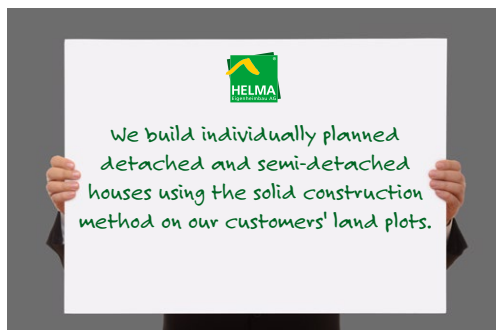 HELMA
Eigenheimbau AG
We build individually planned
detached and semi-detached
houses using the solid construction
method on our customers' land plots.